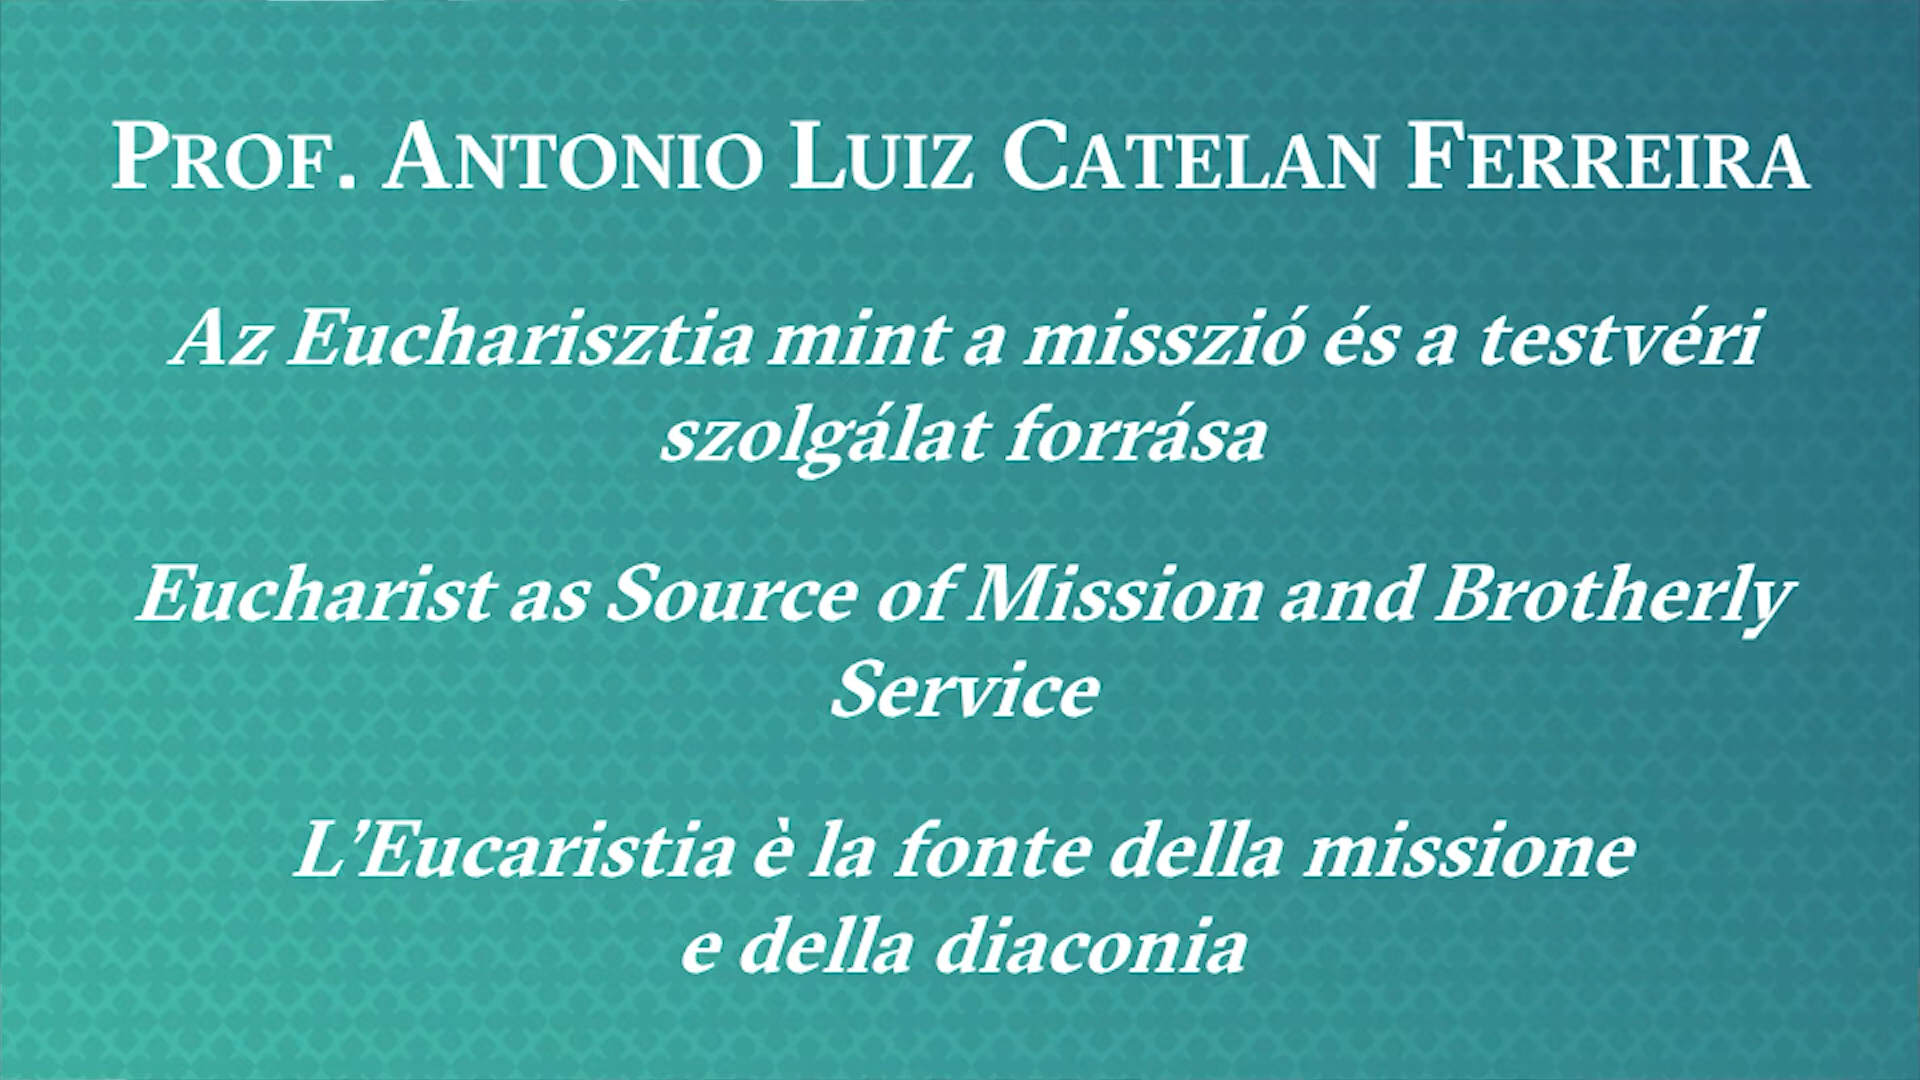 Prof. Antonio Luiz Catelan Ferreira
Az Eucharisztia mint a misszió és a testvéri
szolgálat forrása
Eucharist as Source of Mission and Brotherly
Service
L’Eucaristia è la fonte della missione
e della diaconia